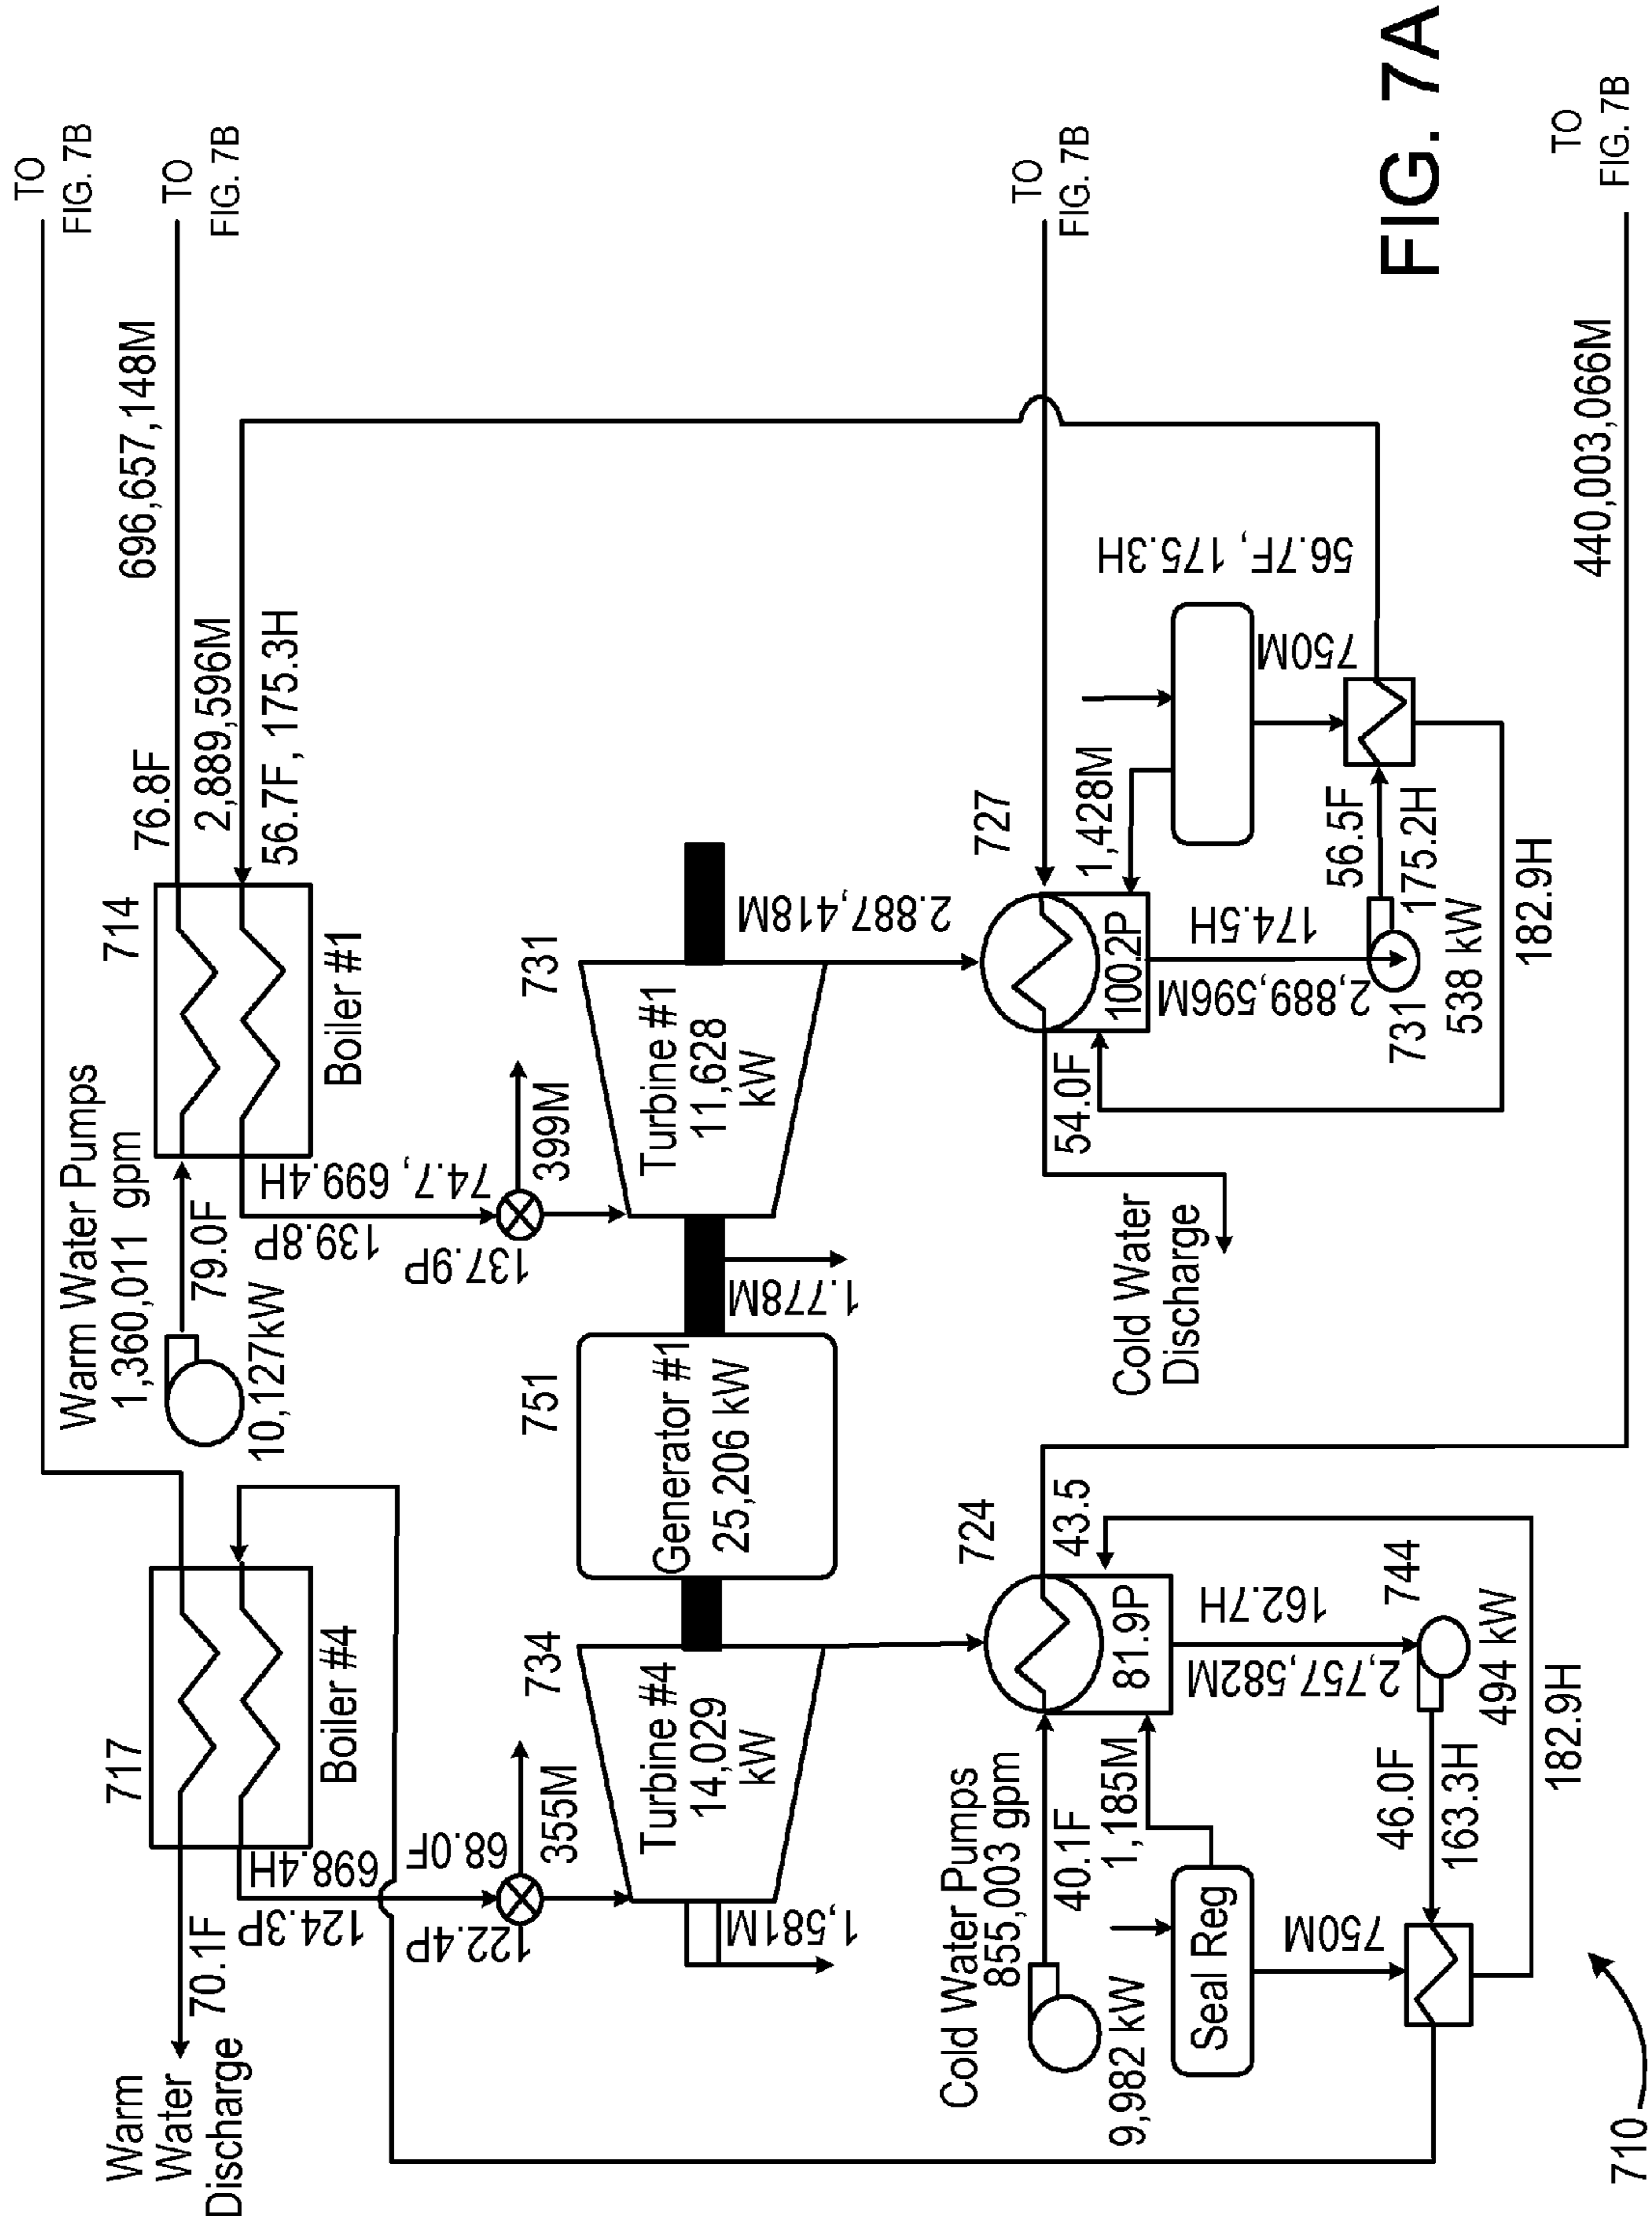 TO
FIG. 7B
TO
FIG. 7B
696,657,148M
76.8F
2,889,596M
56.7F, 175.3H
714
Boiler #1
Warm Water Pumps
1,360,011 gpm
79.0F
10,127kW
717
Boiler #4
70.1F
Warm
Water
Discharge
74.7, 699.4H
139.8P
137.9P
399M
698.4H
68.0F
124.3P
122.4P
355M
731
Turbine #1
11,628
kW
1.778M
751
Generator #1
25,206 kW
734
Turbine #4
14,029
kW
1,581M
2.887,418M
TO
FIG. 7B
727
1,428M
100.2P
54.0F
Cold Water
Discharge
174.5H
2,889,596M
56.7F, 175.3H
750M
56.5F
175.2H
731
538 kW
182.9H
724
43.5
81.9P
Cold Water Pumps
855,003 gpm
40.1F
9,982 kW
1,185M
Seal Reg
162.7H
2,757,582M
744
494 kW
46.0F
163.3H
750M
182.9H
440,003,066M
TO
FIG. 7B
710
FIG. 7A